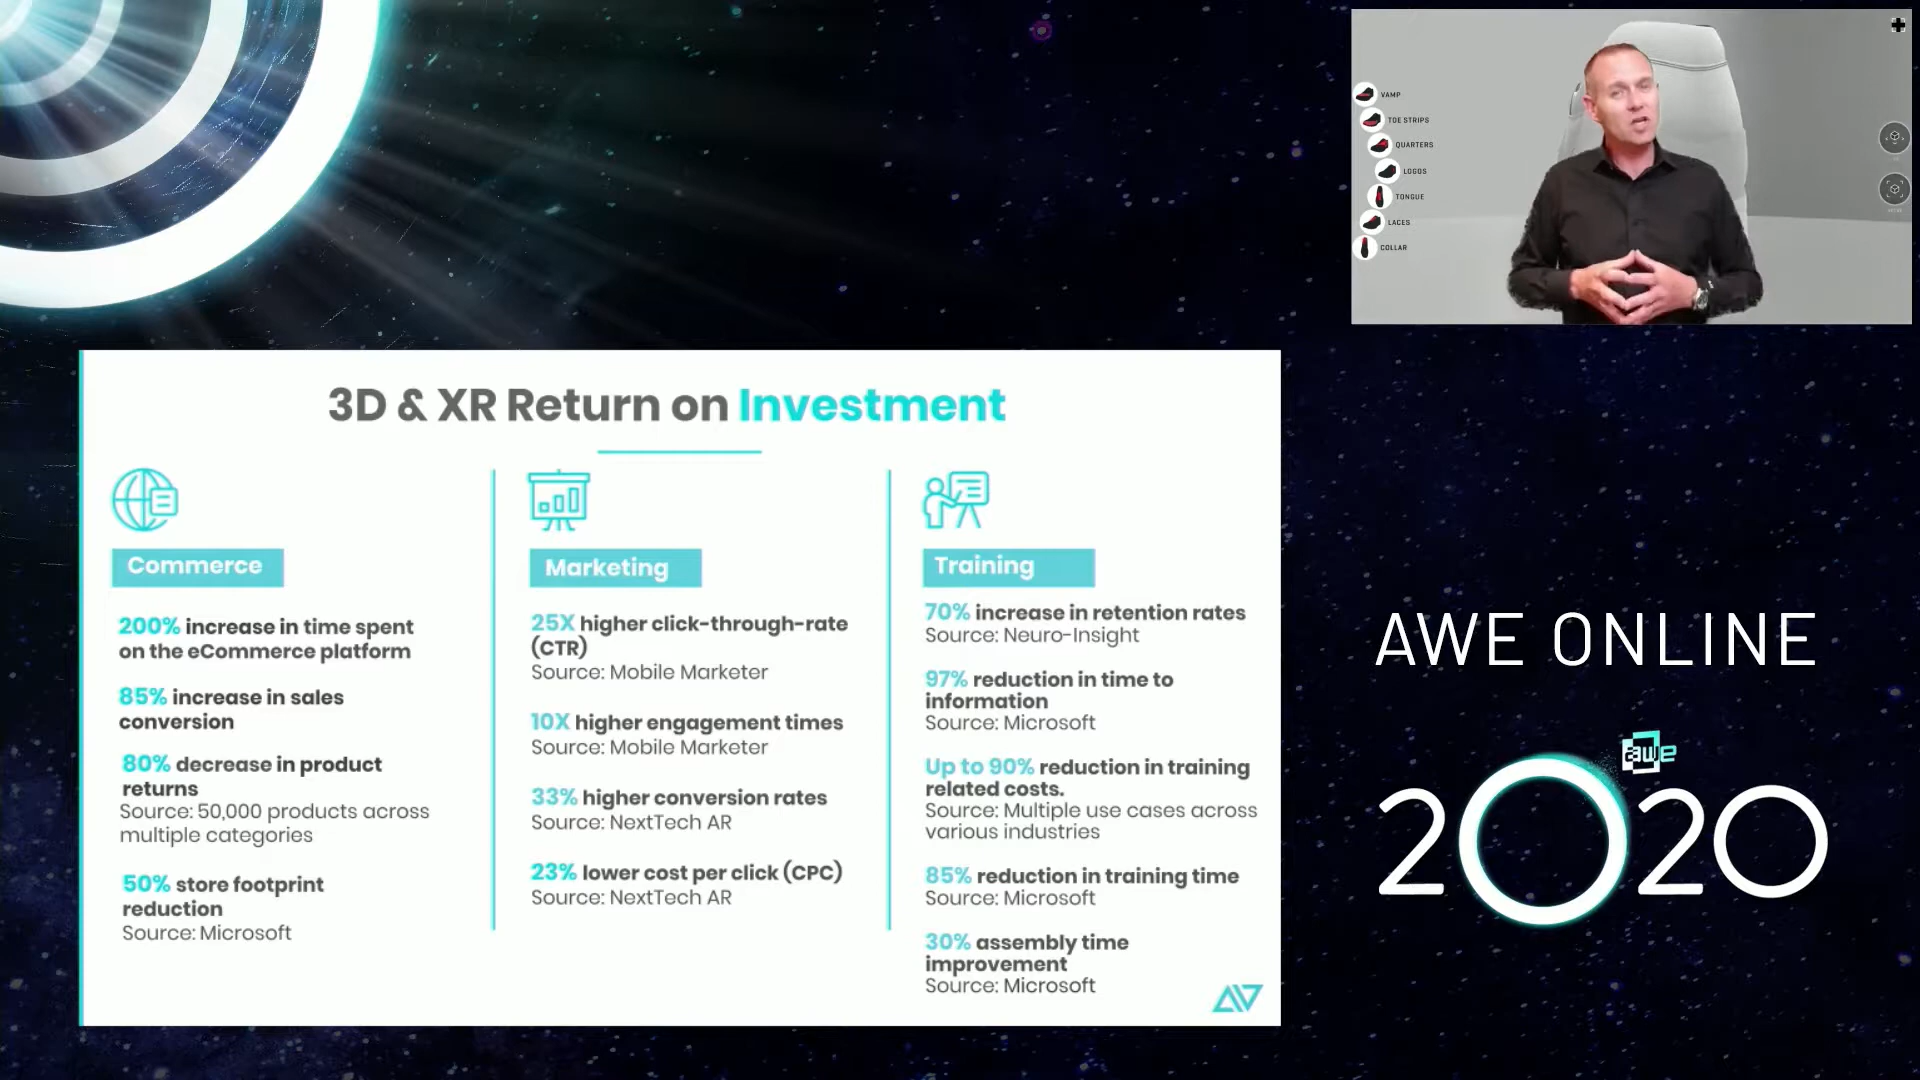 VAMP
TOE STRIPS
QUARTERS
LOGOS
TONGUE
LACES
COLLAR
3D & XR Return on Investment
Commerce
200% increase in time spent
on the eCommerce platform
85% increase in sales
conversion
80% decrease in product
returns
Source: 50,000 products across
multiple categories
50% store footprint
reduction
Source: Microsoft
Marketing
25X higher click-through-rate
(CTR)
Source: Mobile Marketer
10X higher engagement times
Source: Mobile Marketer
33% higher conversion rates
Source: NextTech AR
23% lower cost per click (CPC)
Source: NextTech AR
Training
70% increase in retention rates
Source: Neuro-Insight
97% reduction in time to
information
Source: Microsoft
Up to 90% reduction in training
related costs.
Source: Multiple use cases across
various industries
85% reduction in training time
Source: Microsoft
30% assembly time
improvement
Source: Microsoft
AWE ONLINE
awe
2020